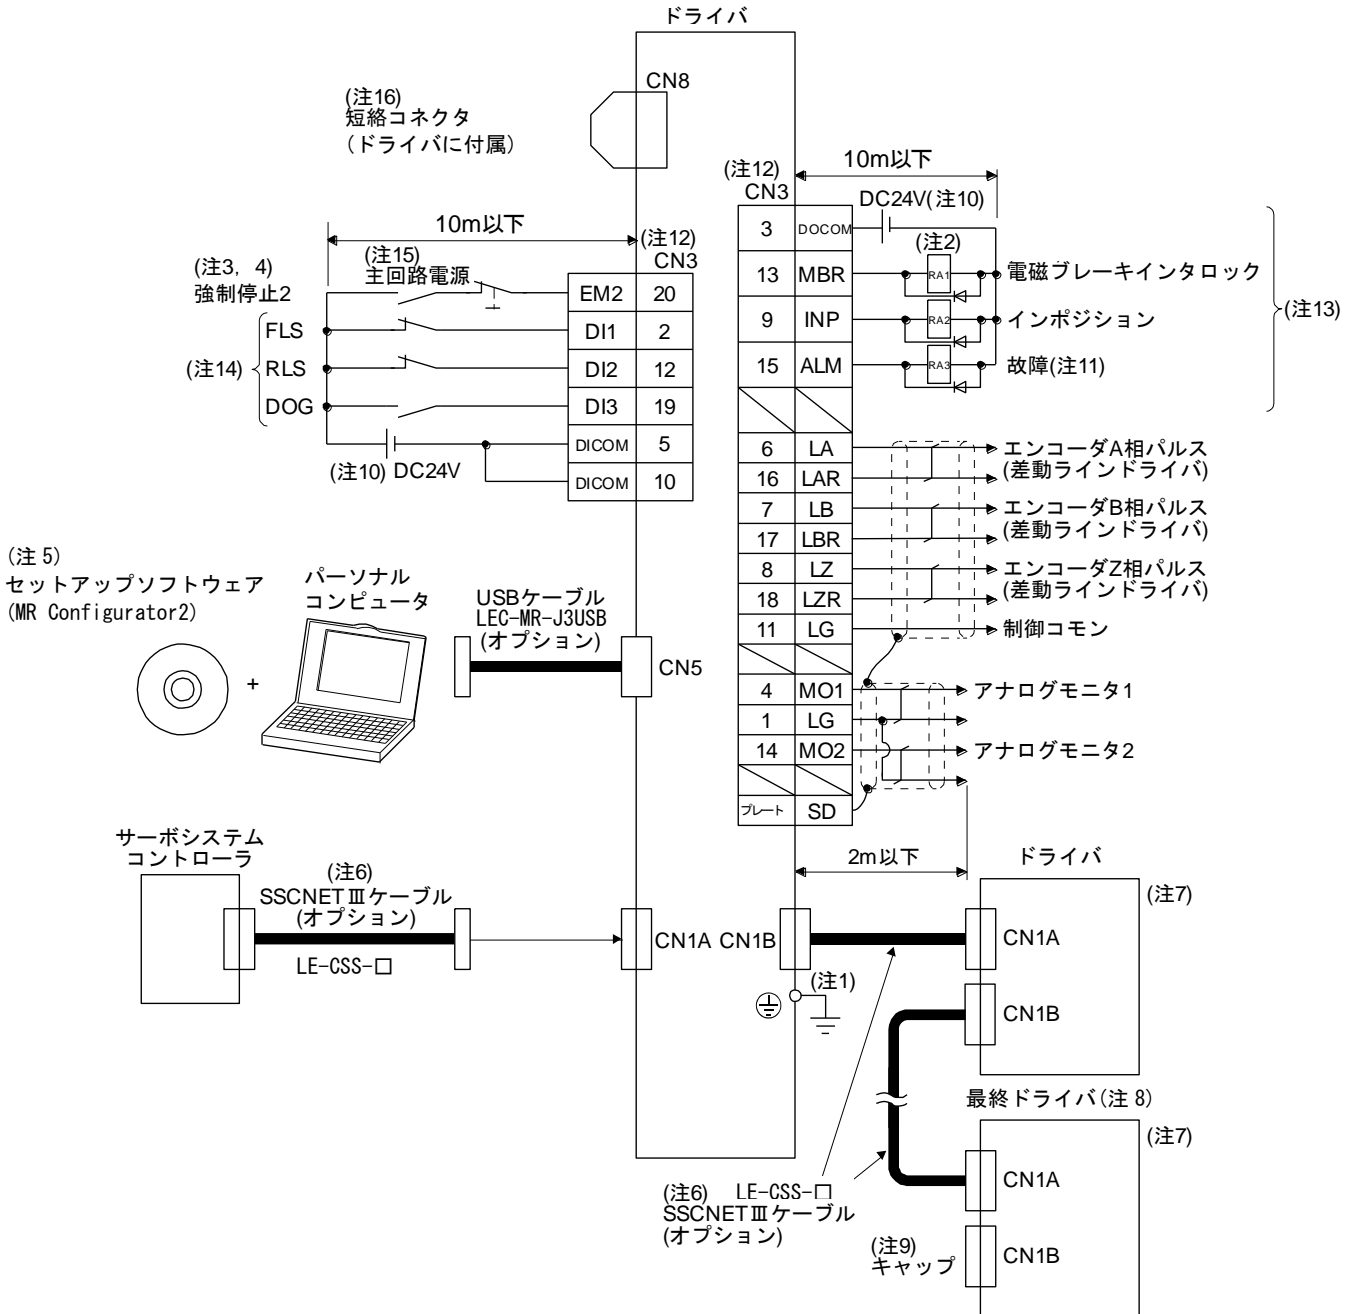 ドライバ
CN8
(注16)
短絡コネクタ
(ドライバに付属)
10m以下
(注12)
CN3
(注15)
主回路電源
(注3, 4)
強制停止2
EM2 20
FLS DI1 2
(注14) RLS DI2 12
DOG DI3 19
DICOM 5
(注10) DC24V
DICOM 10
(注12)
CN3
10m以下
DC24V(注10)
3 DOCOM
(注2)
13 MBR RA1 電磁ブレーキインタロック
9 INP RA2 インポジション
(注13)
15 ALM RA3 故障(注11)
6 LA エンコーダA相パルス
16 LAR (差動ラインドライバ)
7 LB エンコーダB相パルス
17 LBR (差動ラインドライバ)
8 LZ エンコーダZ相パルス
18 LZR (差動ラインドライバ)
11 LG 制御コモン
4 MO1 アナログモニタ1
1 LG
14 MO2 アナログモニタ2
プレート SD
2m以下
(注 5)
セットアップソフトウェア
(MR Configurator2)
+
パーソナル
コンピュータ
USBケーブル
LEC-MR-J3USB
(オプション)
CN5
サーボシステム
コントローラ
(注6)
SSCNETⅢケーブル
(オプション)
LE-CSS-□
CN1A CN1B
(注1)
ドライバ
(注7)
CN1A
CN1B
最終ドライバ(注 8)
(注7)
CN1A
CN1B
(注6) LE-CSS-□
SSCNETⅢケーブル
(オプション)
(注9)
キャップ